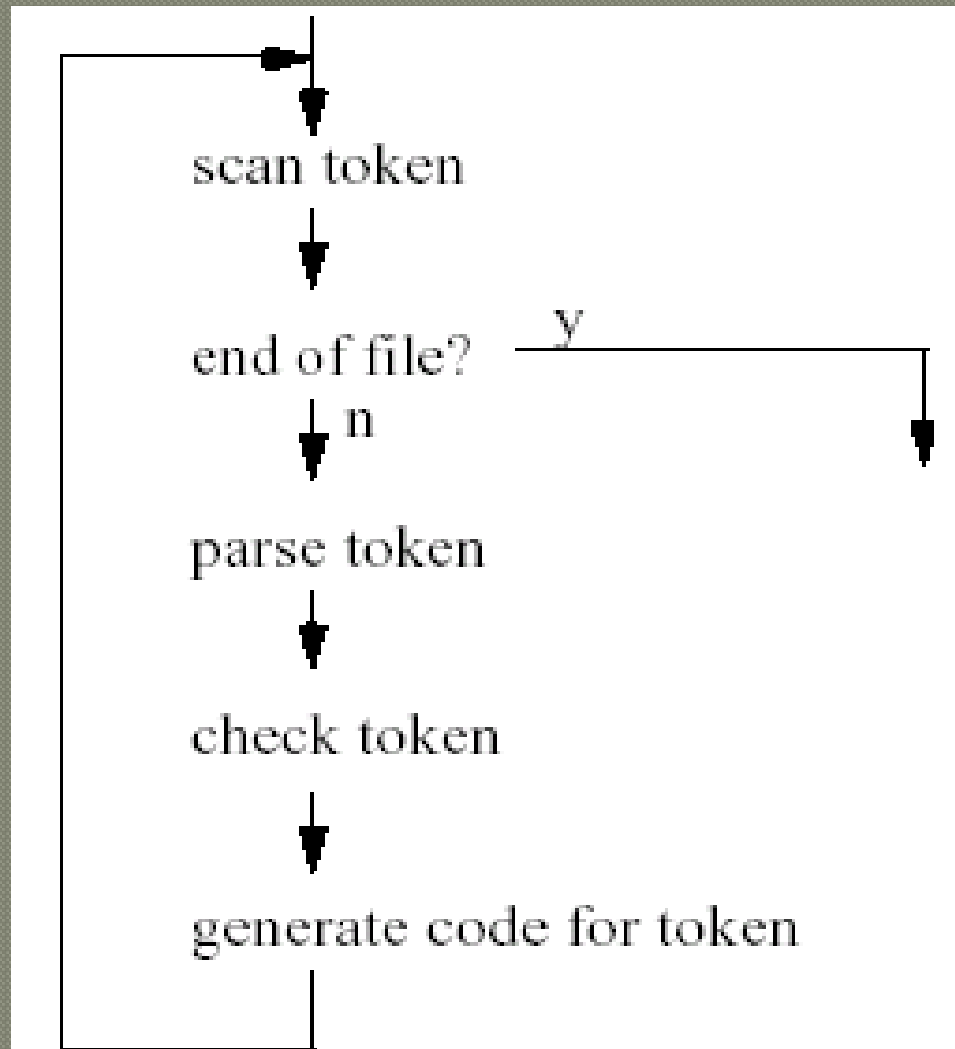 scan token
end of file?
y
n
parse token
check token
generate code for token